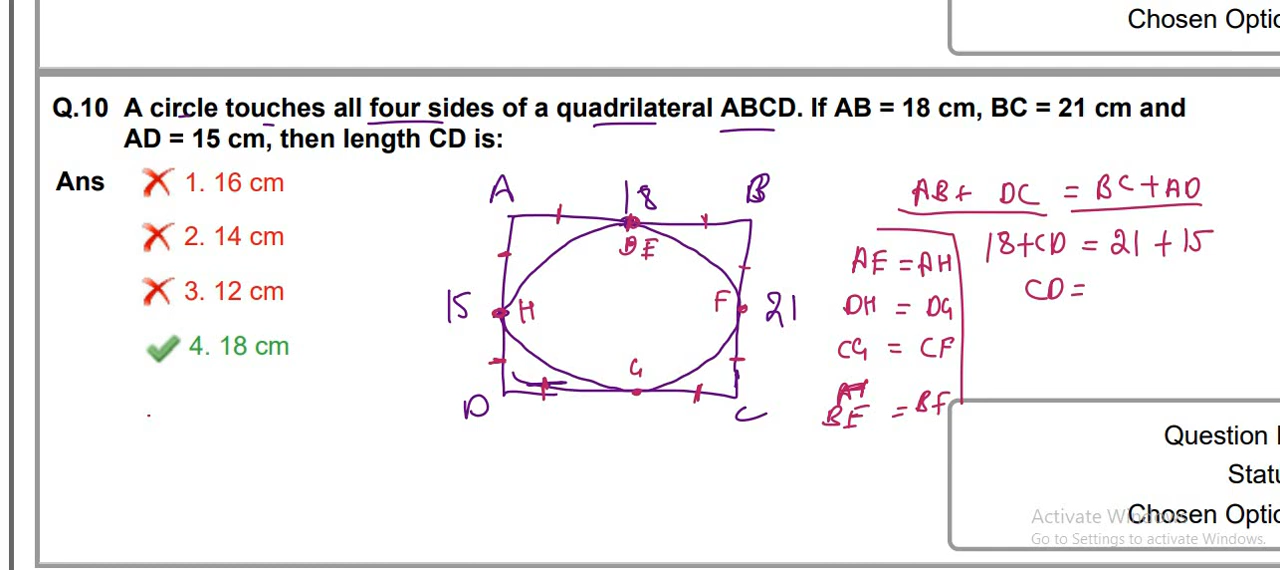 Chosen Optic
Q.10 A circle touches all four sides of a quadrilateral ABCD. If AB = 18 cm, BC = 21 cm and
AD = 15 cm, then length CD is:
Ans
1. 16 cm
2. 14 cm
3. 12 cm
4. 18 cm
A 18 B
E
15 H F 21
G
D C
AB + DC = BC + AD
18 + CD = 21 + 15
CD =
AE = AH
DH = DG
CG = CF
BE = BF
Question
Statu
Chosen Optic
Activate Windows
Go to Settings to activate Windows.